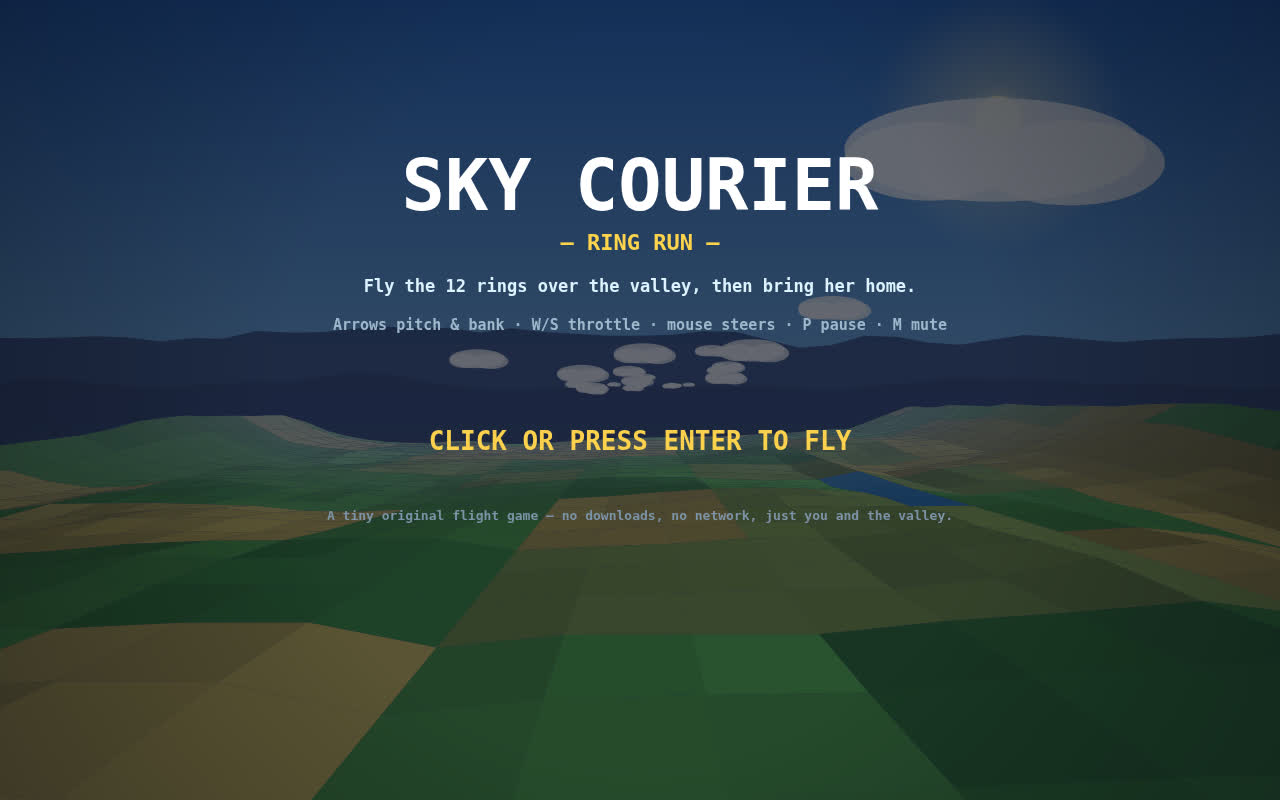 SKY COURIER
— RING RUN —
Fly the 12 rings over the valley, then bring her home.
Arrows pitch & bank · W/S throttle · mouse steers · P pause · M mute
CLICK OR PRESS ENTER TO FLY
A tiny original flight game — no downloads, no network, just you and the valley.